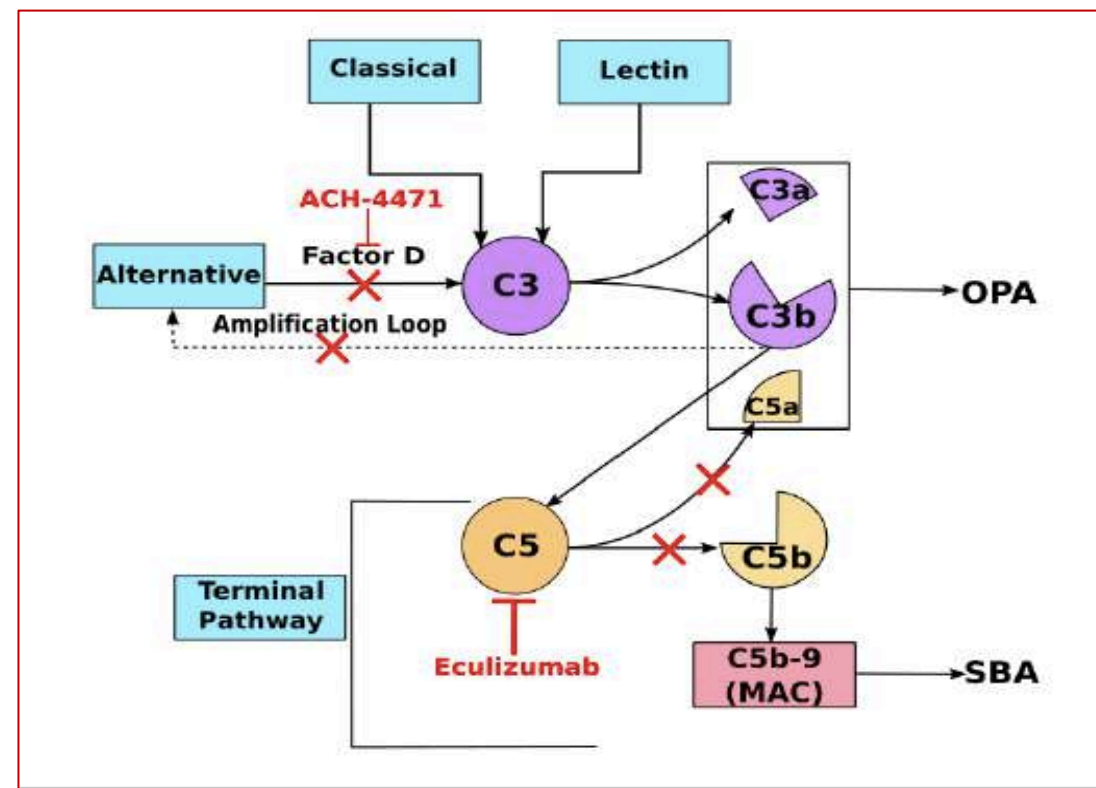 Classical
Lectin
ACH-4471
C3a
Factor D
Alternative
C3
C3b
OPA
Amplification Loop
C5a
C5
C5b
Terminal
Pathway
Eculizumab
C5b-9
(MAC)
SBA